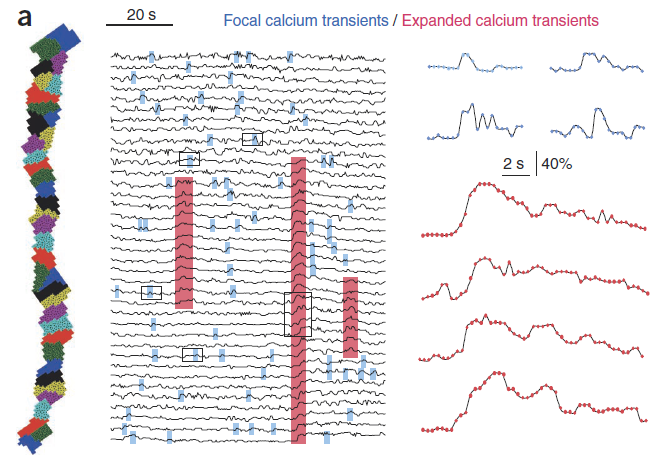 a
20 s
Focal calcium transients / Expanded calcium transients
2 s
40%